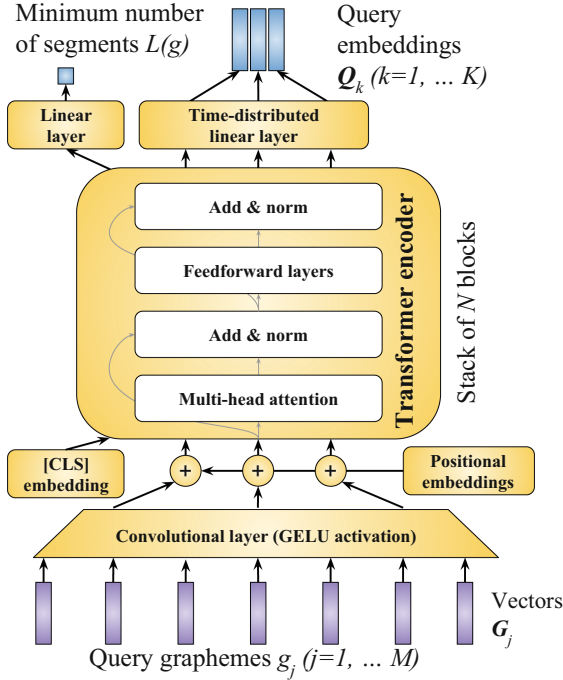 Minimum number
of segments L(g)
Query
embeddings
Q_k (k=1, ... K)
Linear
layer
Time-distributed
linear layer
Add & norm
Feedforward layers
Add & norm
Multi-head attention
Transformer encoder
Stack of N blocks
[CLS]
embedding
+
+
+
Positional
embeddings
Convolutional layer (GELU activation)
Vectors
G_j
Query graphemes g_j (j=1, ... M)